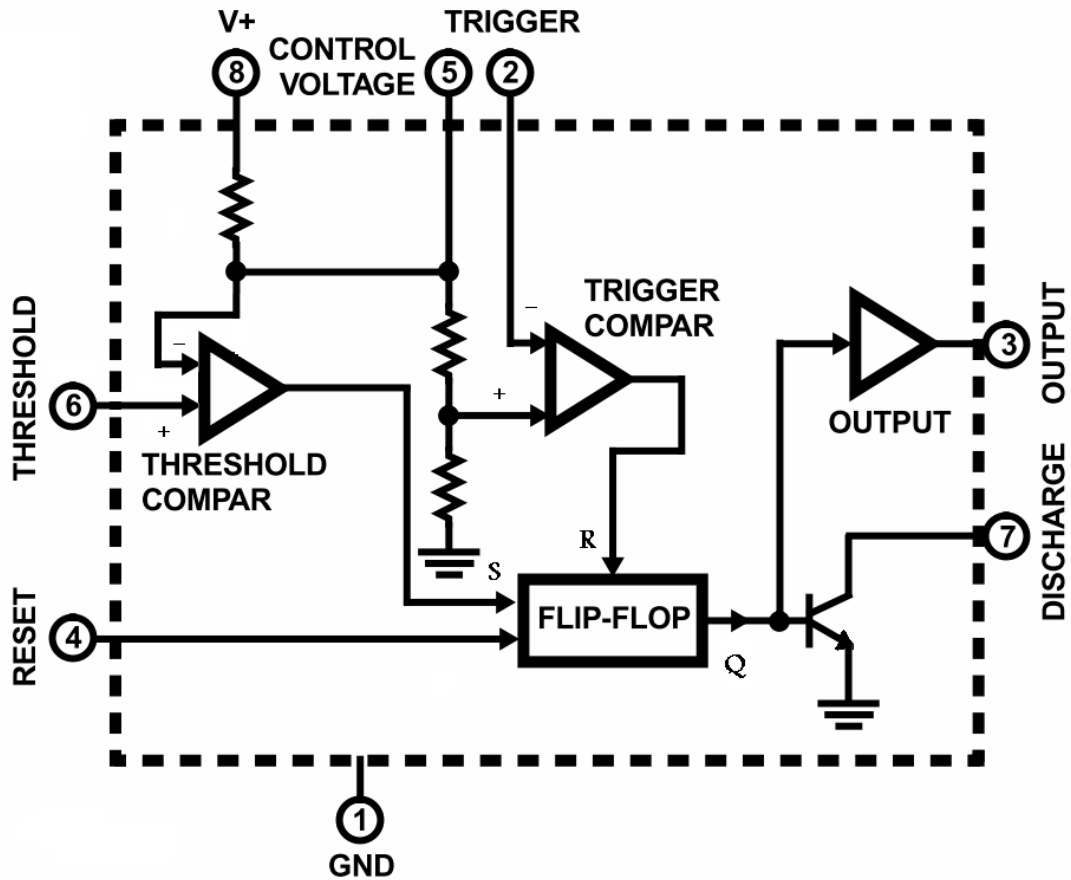 V+
CONTROL
VOLTAGE
TRIGGER
8
5
2
TRIGGER
COMPAR
−
−
+
+
THRESHOLD
6
THRESHOLD
COMPAR
OUTPUT
3
OUTPUT
DISCHARGE
7
R
S
FLIP-FLOP
Q
RESET
4
1
GND